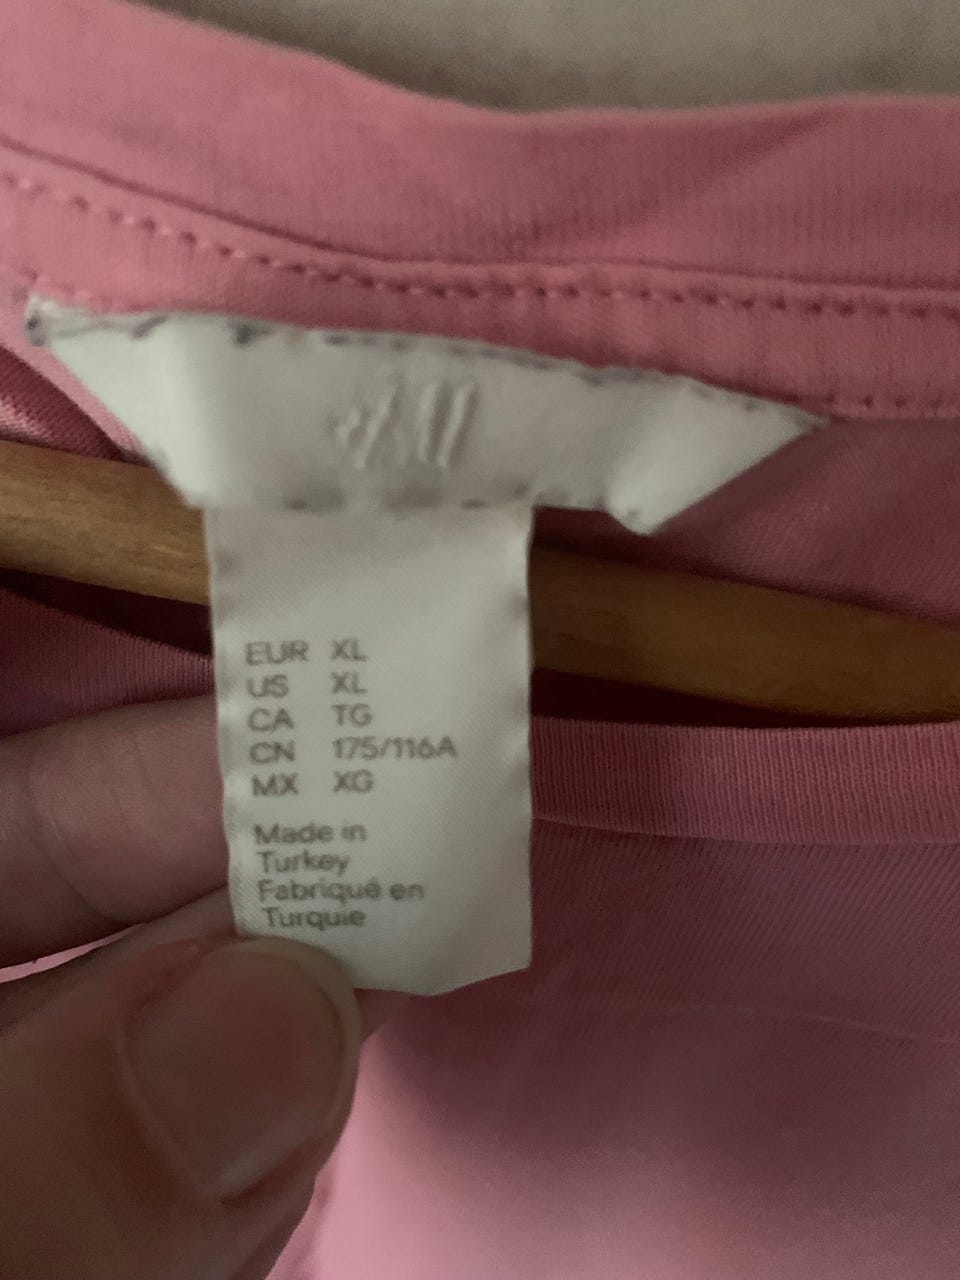 H&M
EUR XL
US XL
CA TG
CN 175/116A
MX XG
Made in
Turkey
Fabriqué en
Turquie